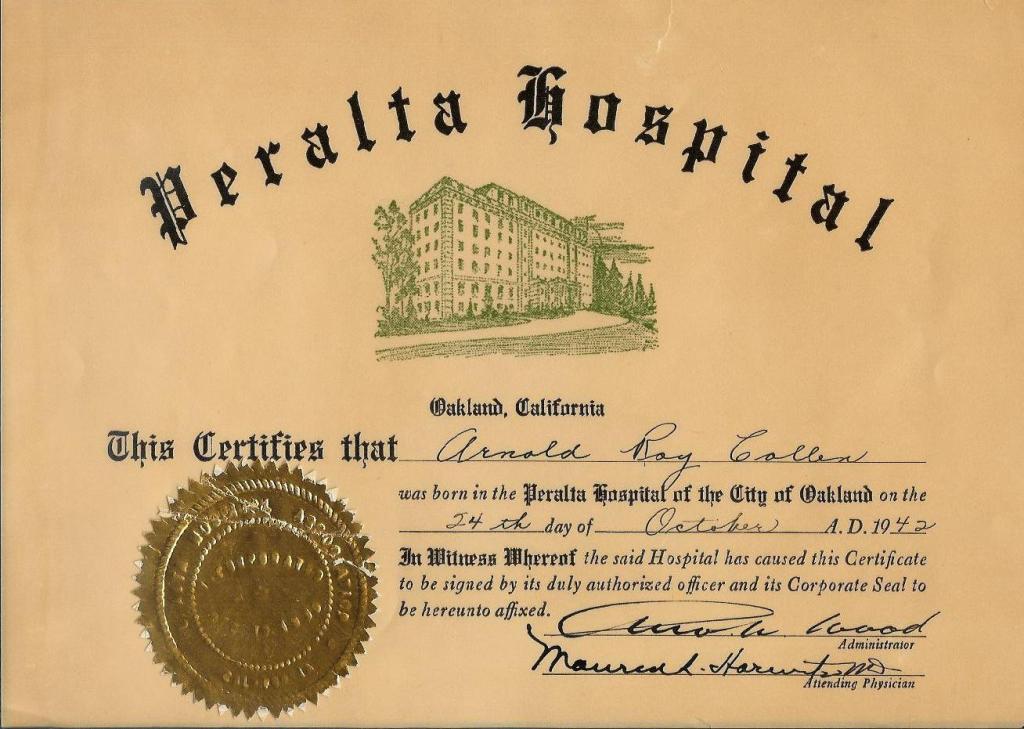 Peralta Hospital
Oakland, California
This Certifies that Arnold Roy Collen
was born in the Peralta Hospital of the City of Oakland on the
24 th day of October A. D. 1942
In Witness Whereof the said Hospital has caused this Certificate
to be signed by its duly authorized officer and its Corporate Seal to
be hereunto affixed.
Wood
Administrator
Horwitz MD
Attending Physician